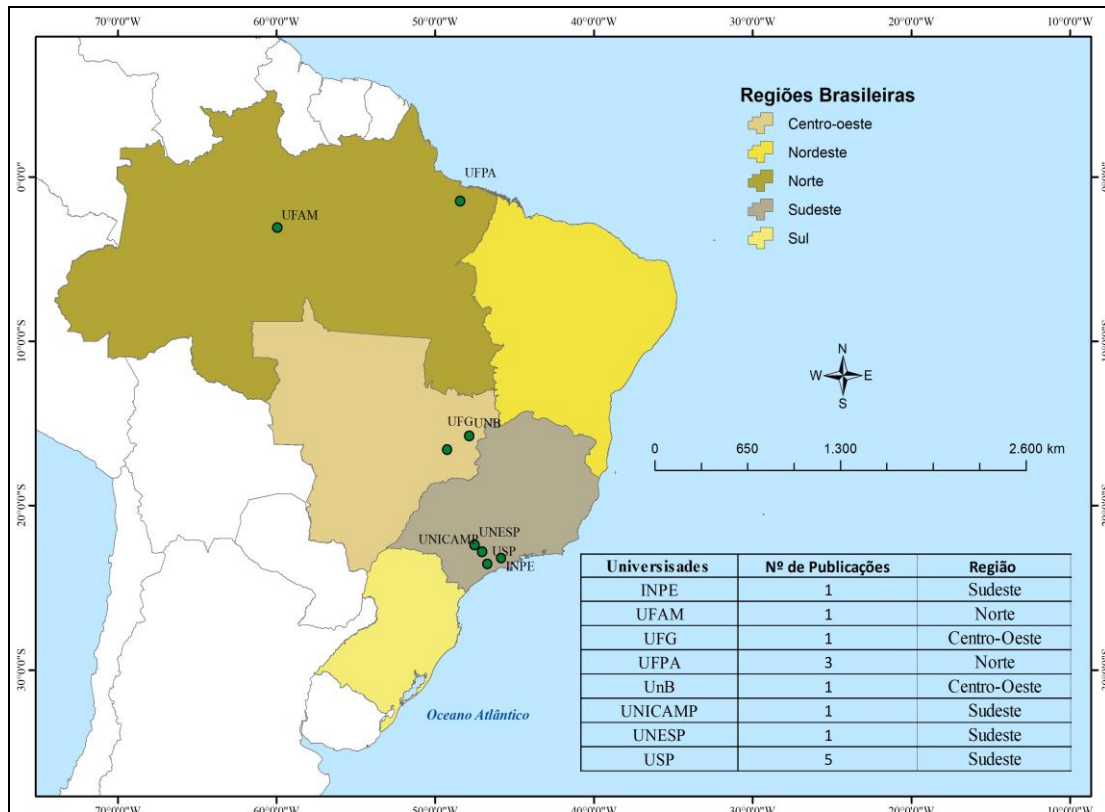 70°0'0"W 60°0'0"W 50°0'0"W 40°0'0"W 30°0'0"W 20°0'0"W 10°0'0"W
Regiões Brasileiras
Centro-oeste
Nordeste
Norte
Sudeste
Sul
0°0'0"
10°0'0"S
20°0'0"S
30°0'0"S
UFPA
UFAM
UFG
UNB
UNESP
UNICAMP
USP
INPE
N
W E
S
0 650 1.300 2.600 km
Oceano Atlântico
Universisades Nº de Publicações Região
INPE 1 Sudeste
UFAM 1 Norte
UFG 1 Centro-Oeste
UFPA 3 Norte
UnB 1 Centro-Oeste
UNICAMP 1 Sudeste
UNESP 1 Sudeste
USP 5 Sudeste
70°0'0"W 60°0'0"W 50°0'0"W 40°0'0"W 30°0'0"W 20°0'0"W 10°0'0"W